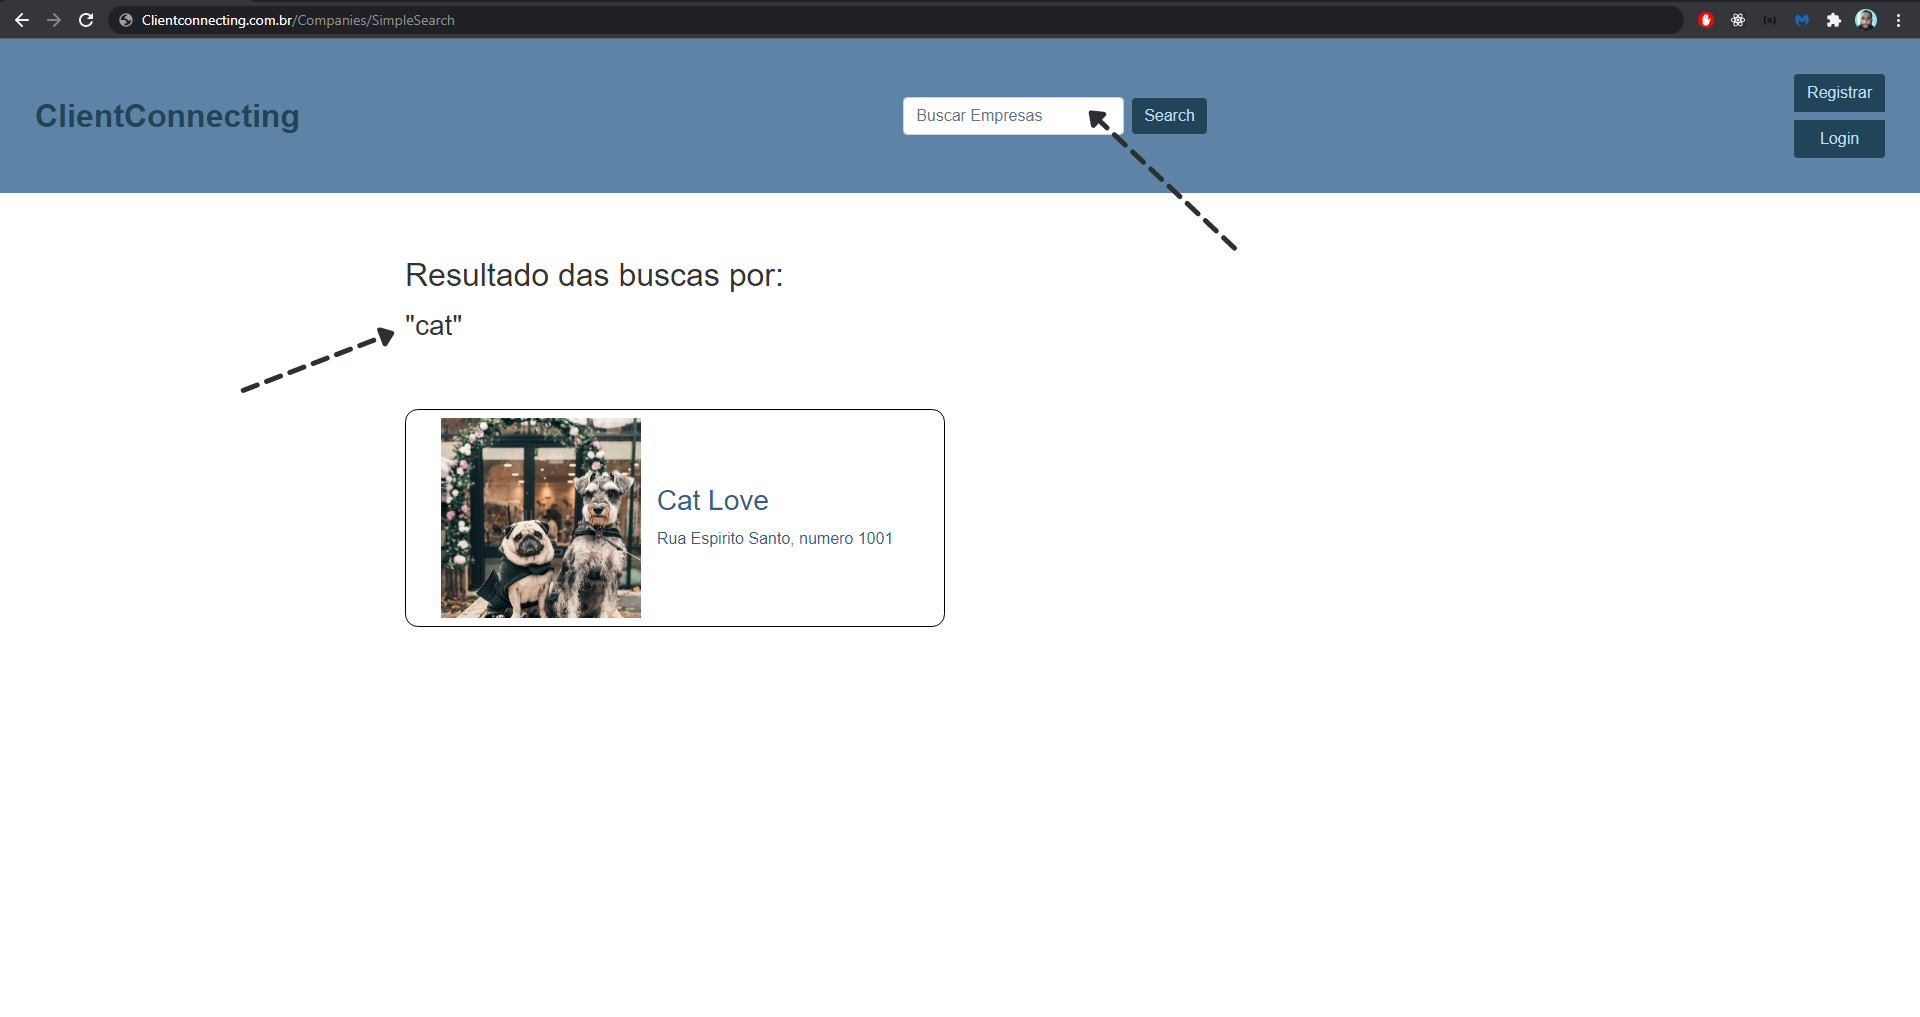 Clientconnecting.com.br/Companies/SimpleSearch
ClientConnecting
Buscar Empresas
Search
Registrar
Login
Resultado das buscas por:
"cat"
Cat Love
Rua Espirito Santo, numero 1001